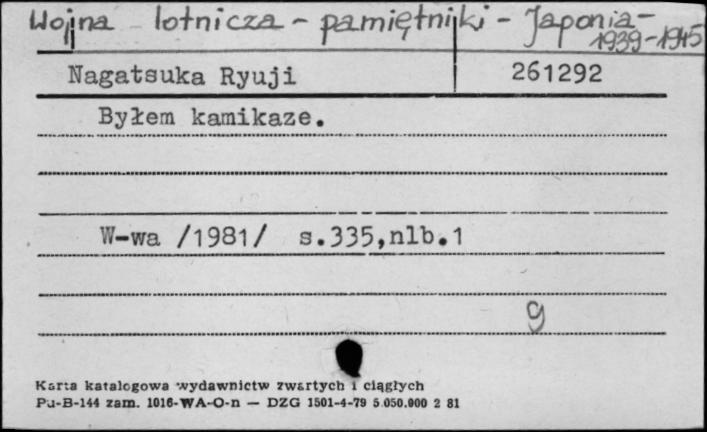 Wojna lotnicza - pamiętniki - Japonia -
1939-1945
Nagatsuka Ryuji 261292
Byłem kamikaze.
W-wa /1981/ s.335,nlb.1
g
Karta katalogowa wydawnictw zwartych i ciągłych
Pu-B-144 zam. 1016-WA-O-n — DZG 1501-4-79 5.050.000 2 81